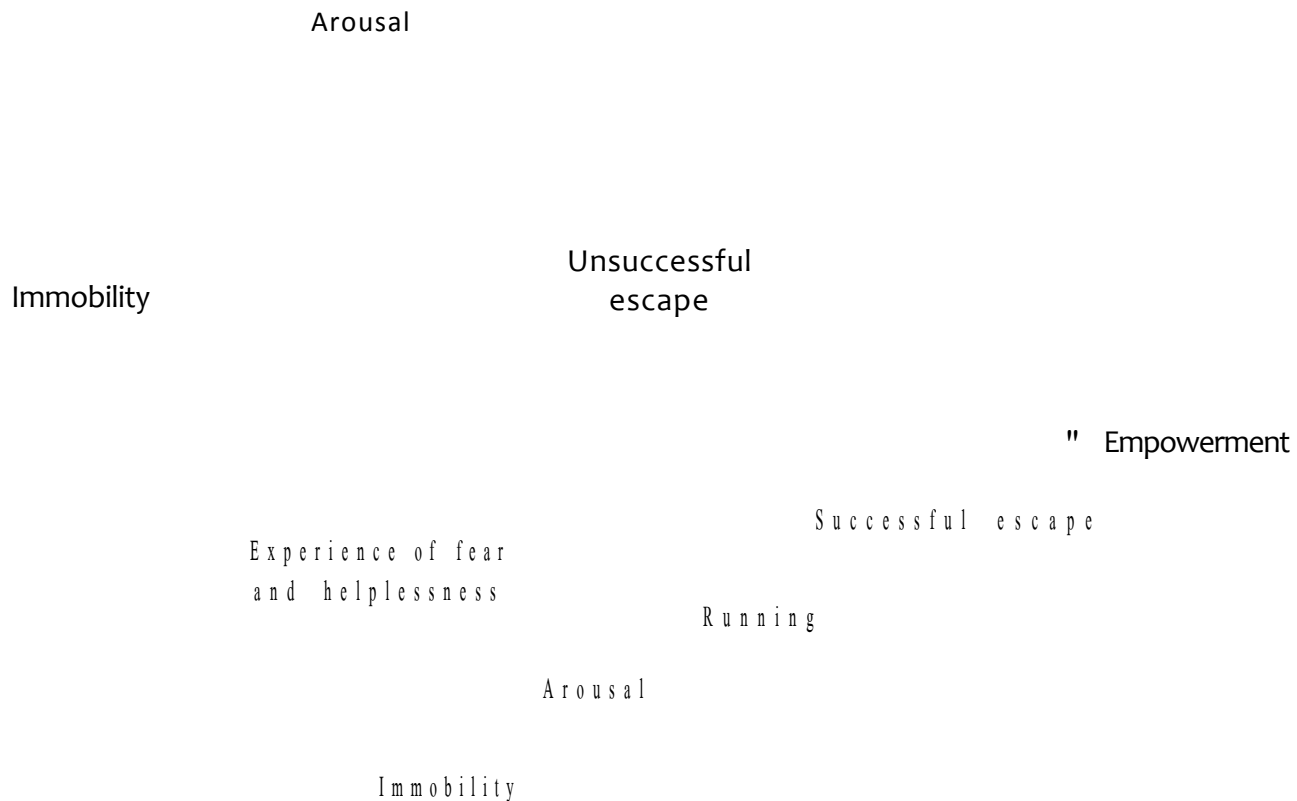 Arousal
Unsuccessful
escape
Immobility
" Empowerment
Successful escape
Experience of fear
and helplessness
Running
Arousal
Immobility